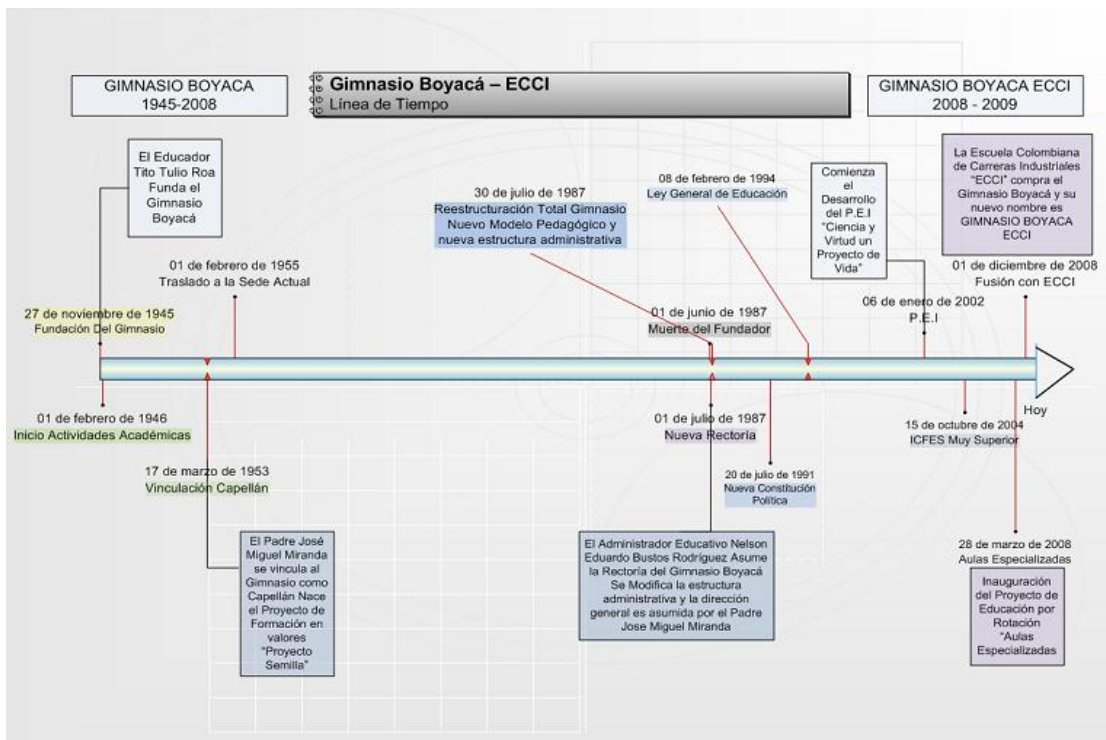 GIMNASIO BOYACA
1945-2008
Gimnasio Boyacá – ECCI
Línea de Tiempo
GIMNASIO BOYACA ECCI
2008 - 2009
El Educador
Tito Tulio Roa
Funda el
Gimnasio
Boyacá
27 de noviembre de 1945
Fundación Del Gimnasio
01 de febrero de 1955
Traslado a la Sede Actual
30 de julio de 1987
Reestructuración Total Gimnasio
Nuevo Modelo Pedagógico y
nueva estructura administrativa
01 de junio de 1987
Muerte del Fundador
08 de febrero de 1994
Ley General de Educación
Comienza
el
Desarrollo
del P.E.I
"Ciencia y
Virtud un
Proyecto de
Vida"
06 de enero de 2002
P.E.I
La Escuela Colombiana
de Carreras Industriales
"ECCI" compra el
Gimnasio Boyacá y su
nuevo nombre es
GIMNASIO BOYACA
ECCI
01 de diciembre de 2008
Fusión con ECCI
Hoy
01 de febrero de 1946
Inicio Actividades Académicas
17 de marzo de 1953
Vinculación Capellán
El Padre José
Miguel Miranda
se vincula al
Gimnasio como
Capellán Nace
el Proyecto de
Formación en
valores
"Proyecto
Semilla"
01 de julio de 1987
Nueva Rectoria
El Administrador Educativo Nelson
Eduardo Bustos Rodríguez Asume
la Rectoría del Gimnasio Boyacá
Se Modifica la estructura
administrativa y la dirección
general es asumida por el Padre
Jose Miguel Miranda
20 de julio de 1991
Nueva Constitución
Política
15 de octubre de 2004
ICFES Muy Superior
28 de marzo de 2008
Aulas Especializadas
Inauguración
del Proyecto de
Educación por
Rotación
"Aulas
Especializadas